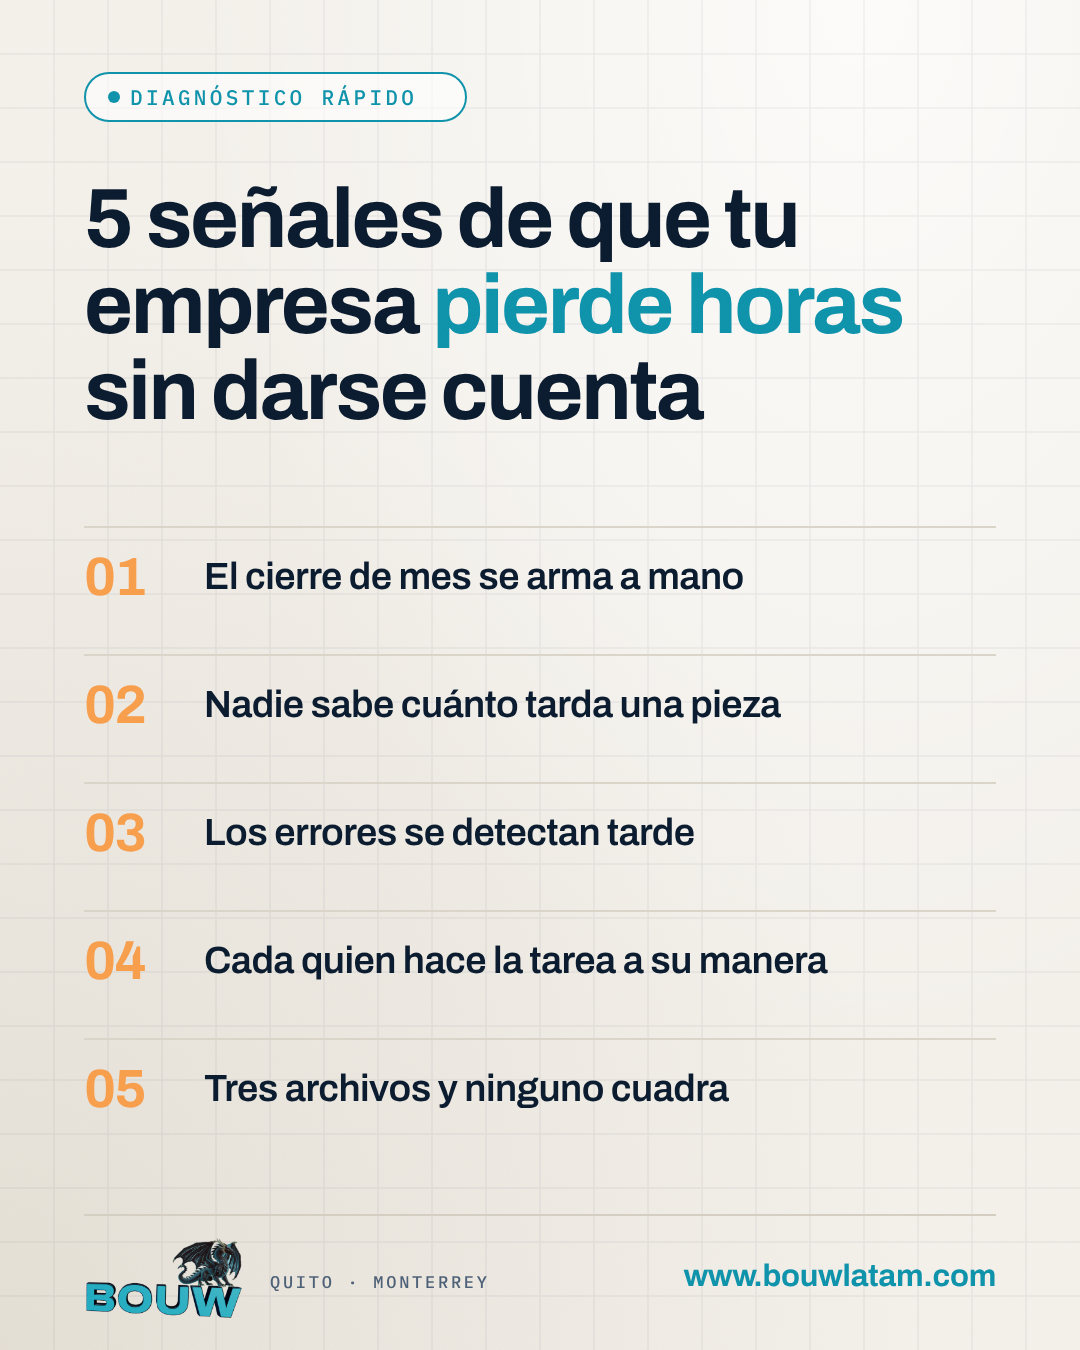 DIAGNÓSTICO RÁPIDO
5 señales de que tu
empresa pierde horas
sin darse cuenta
01 El cierre de mes se arma a mano
02 Nadie sabe cuánto tarda una pieza
03 Los errores se detectan tarde
04 Cada quien hace la tarea a su manera
05 Tres archivos y ninguno cuadra
BOUW QUITO · MONTERREY www.bouwlatam.com